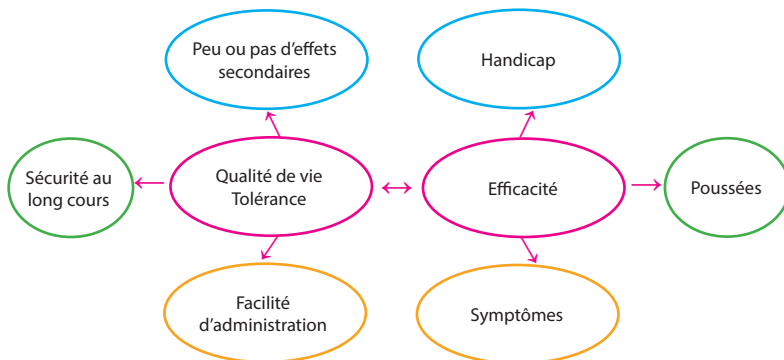 Peu ou pas d’effets
secondaires
Handicap
Sécurité au
long cours
Qualité de vie
Tolérance
Efficacité
Poussées
Facilité
d’administration
Symptômes